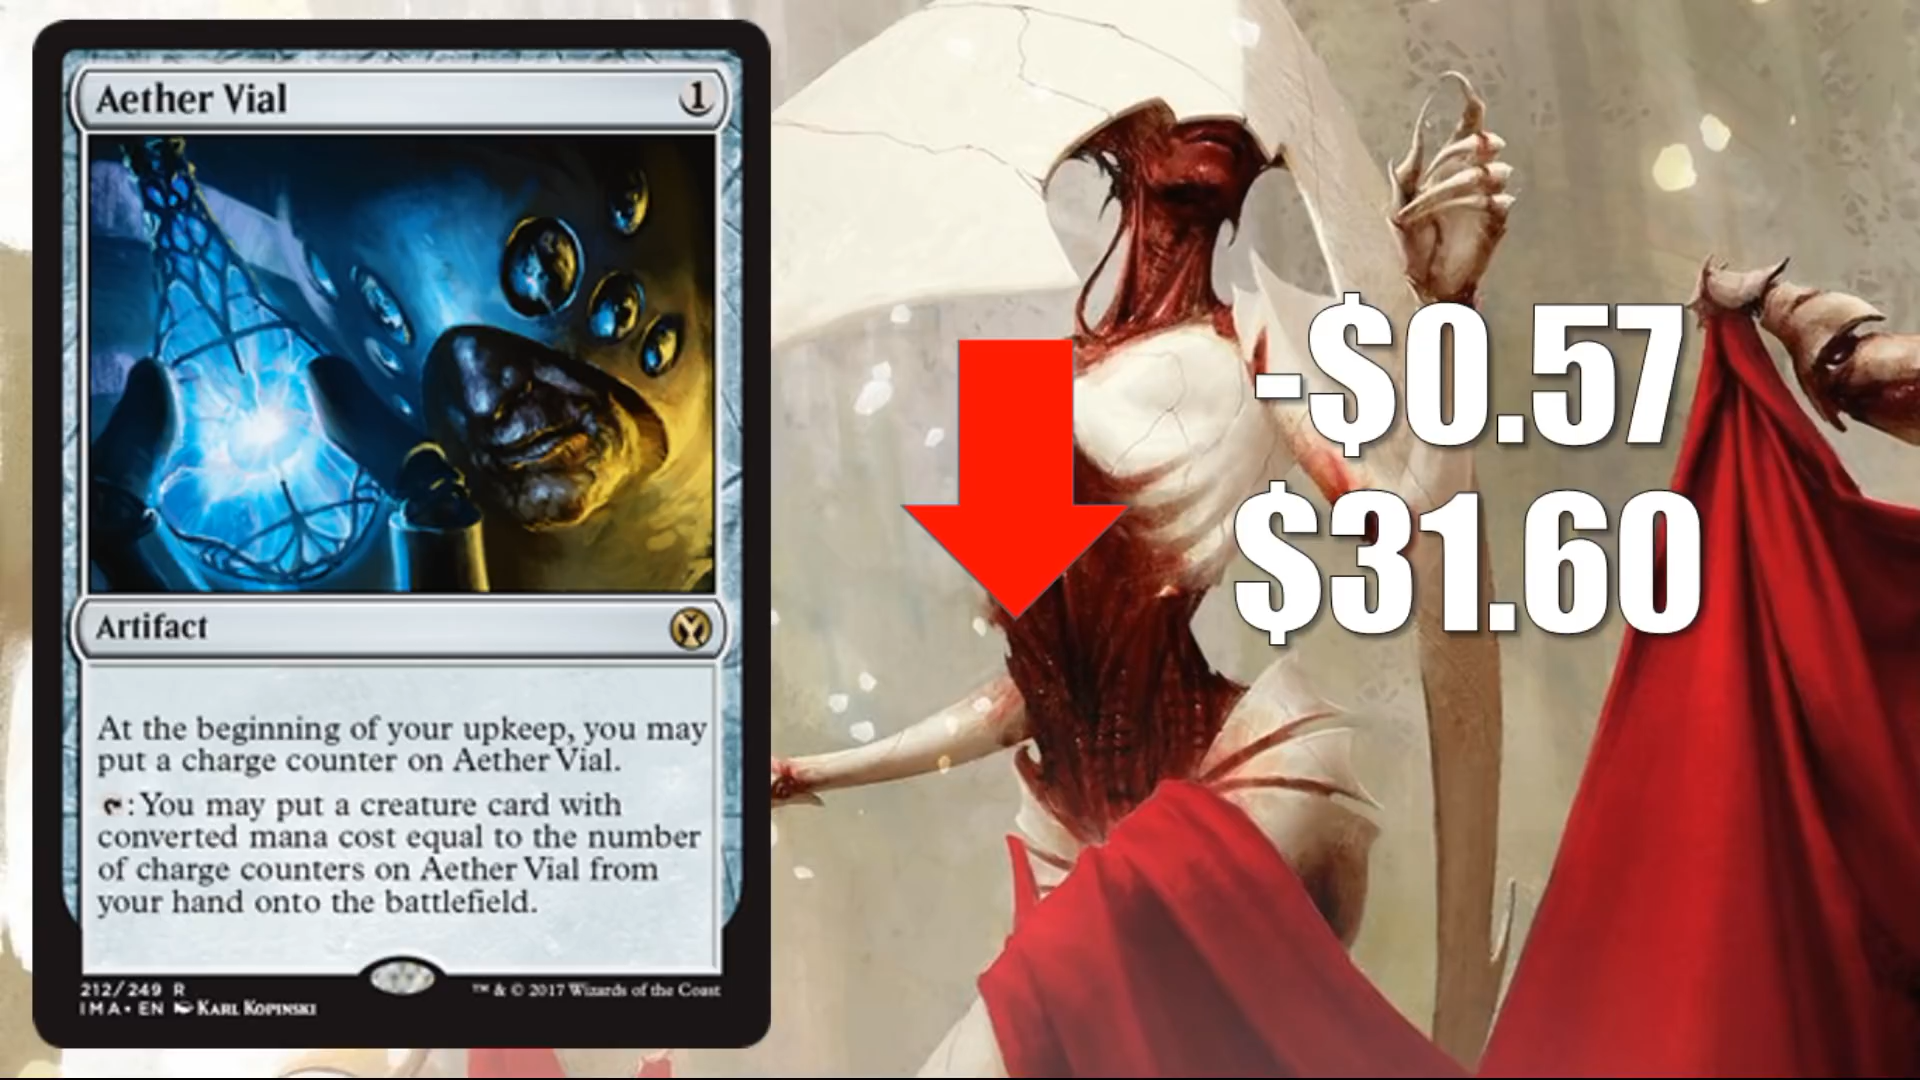 Aether Vial 1
Artifact
At the beginning of your upkeep, you may
put a charge counter on Aether Vial.
: You may put a creature card with
converted mana cost equal to the number
of charge counters on Aether Vial from
your hand onto the battlefield.
212/249 R
IMA • EN Karl Kopinski
™ & © 2017 Wizards of the Coast
-$0.57
$31.60